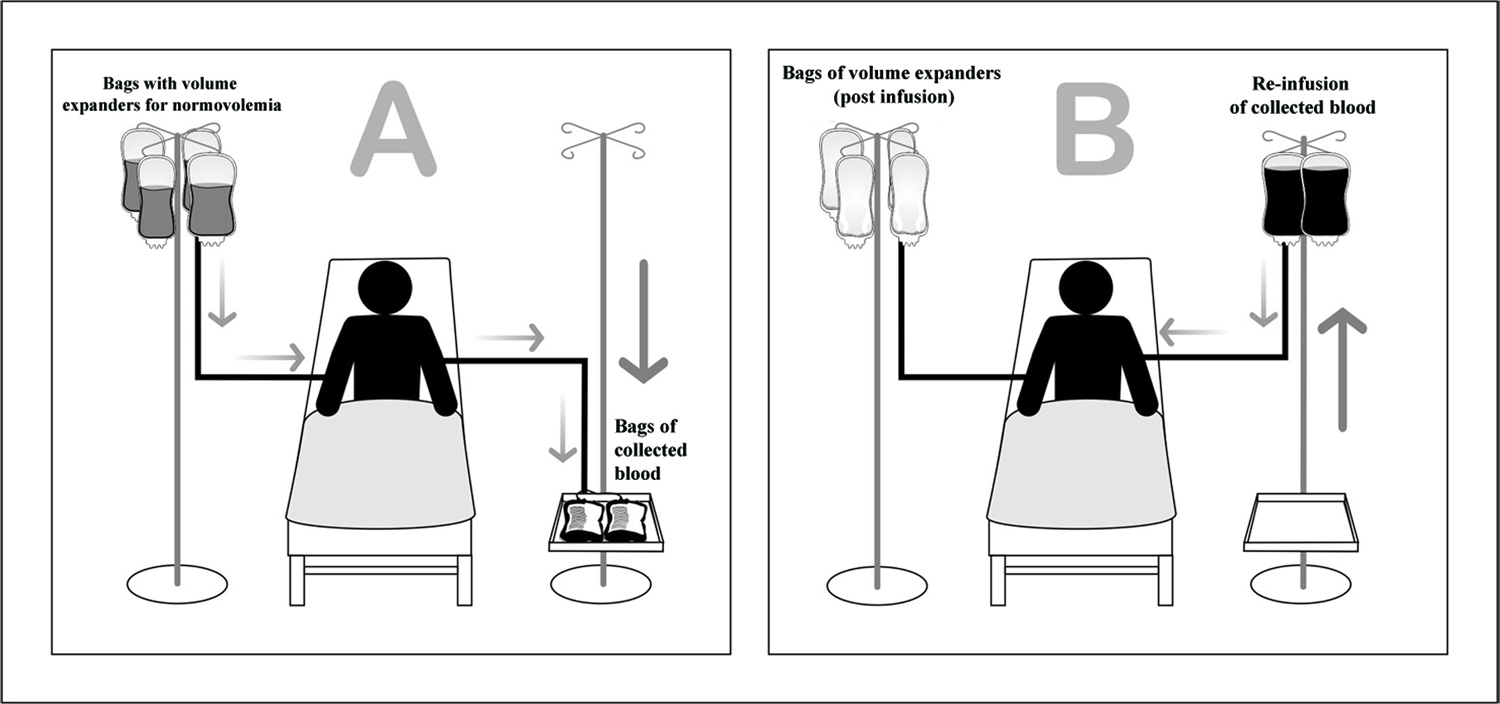 Bags with volume
expanders for normovolemia
A
Bags of
collected
blood
Bags of volume expanders
(post infusion)
B
Re-infusion
of collected blood